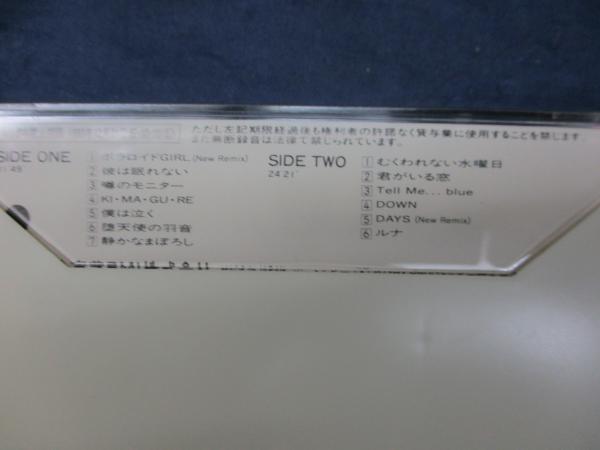 ただし左記期限経過後も権利者の許諾なく賃与業に使用することを禁じます。
また無断録音は法律で禁じられています。
SIDE ONE
1 ポラロイドGIRL (New Remix)
2 彼は眠れない
3 噂のモニター
4 KI・MA・GU・RE
5 僕は泣く
6 堕天使の羽音
7 静かなまぼろし
SIDE TWO
24'21"
1 むくわれない水曜日
2 君がいる窓
3 Tell Me... blue
4 DOWN
5 DAYS (New Remix)
6 ルナ